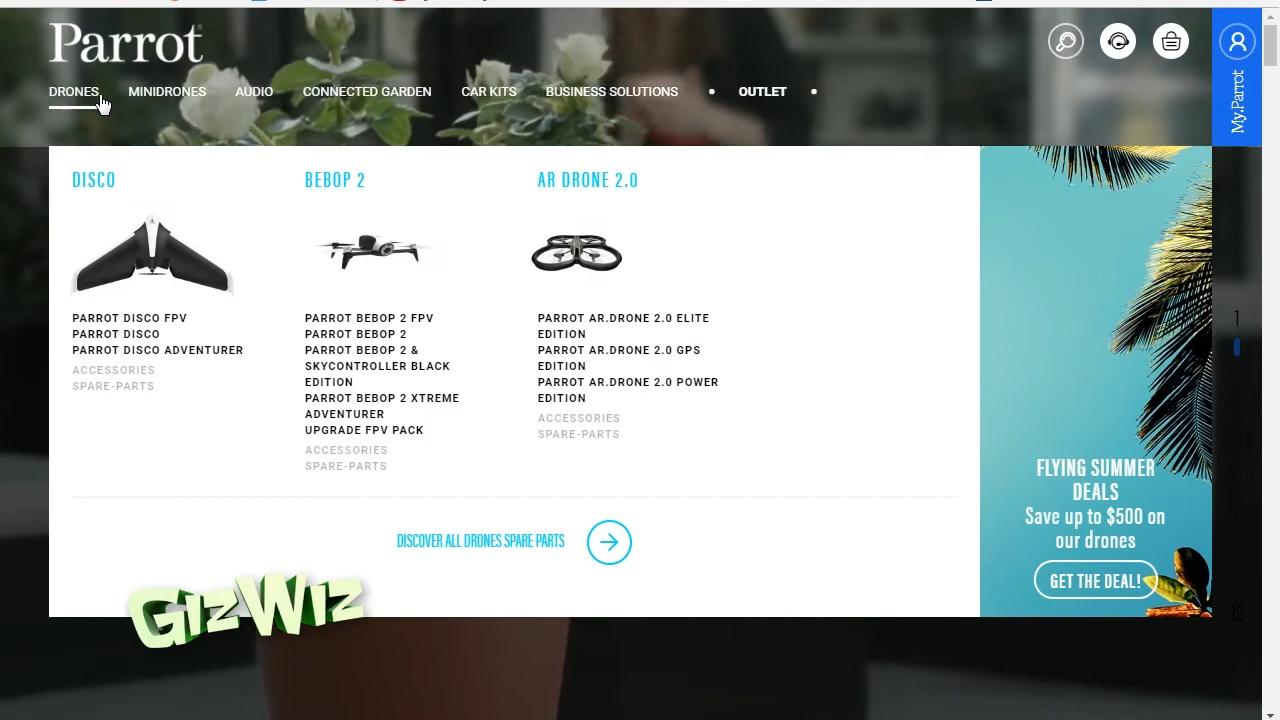 Parrot
DRONES MINIDRONES AUDIO CONNECTED GARDEN CAR KITS BUSINESS SOLUTIONS • OUTLET •
My.Parrot
DISCO
PARROT DISCO FPV
PARROT DISCO
PARROT DISCO ADVENTURER
ACCESSORIES
SPARE-PARTS
BEBOP 2
PARROT BEBOP 2 FPV
PARROT BEBOP 2
PARROT BEBOP 2 &
SKYCONTROLLER BLACK
EDITION
PARROT BEBOP 2 XTREME
ADVENTURER
UPGRADE FPV PACK
ACCESSORIES
SPARE-PARTS
AR DRONE 2.0
PARROT AR.DRONE 2.0 ELITE
EDITION
PARROT AR.DRONE 2.0 GPS
EDITION
PARROT AR.DRONE 2.0 POWER
EDITION
ACCESSORIES
SPARE-PARTS
DISCOVER ALL DRONES SPARE PARTS
FLYING SUMMER
DEALS
Save up to $500 on
our drones
GET THE DEAL!
1
12
GIZWIZ